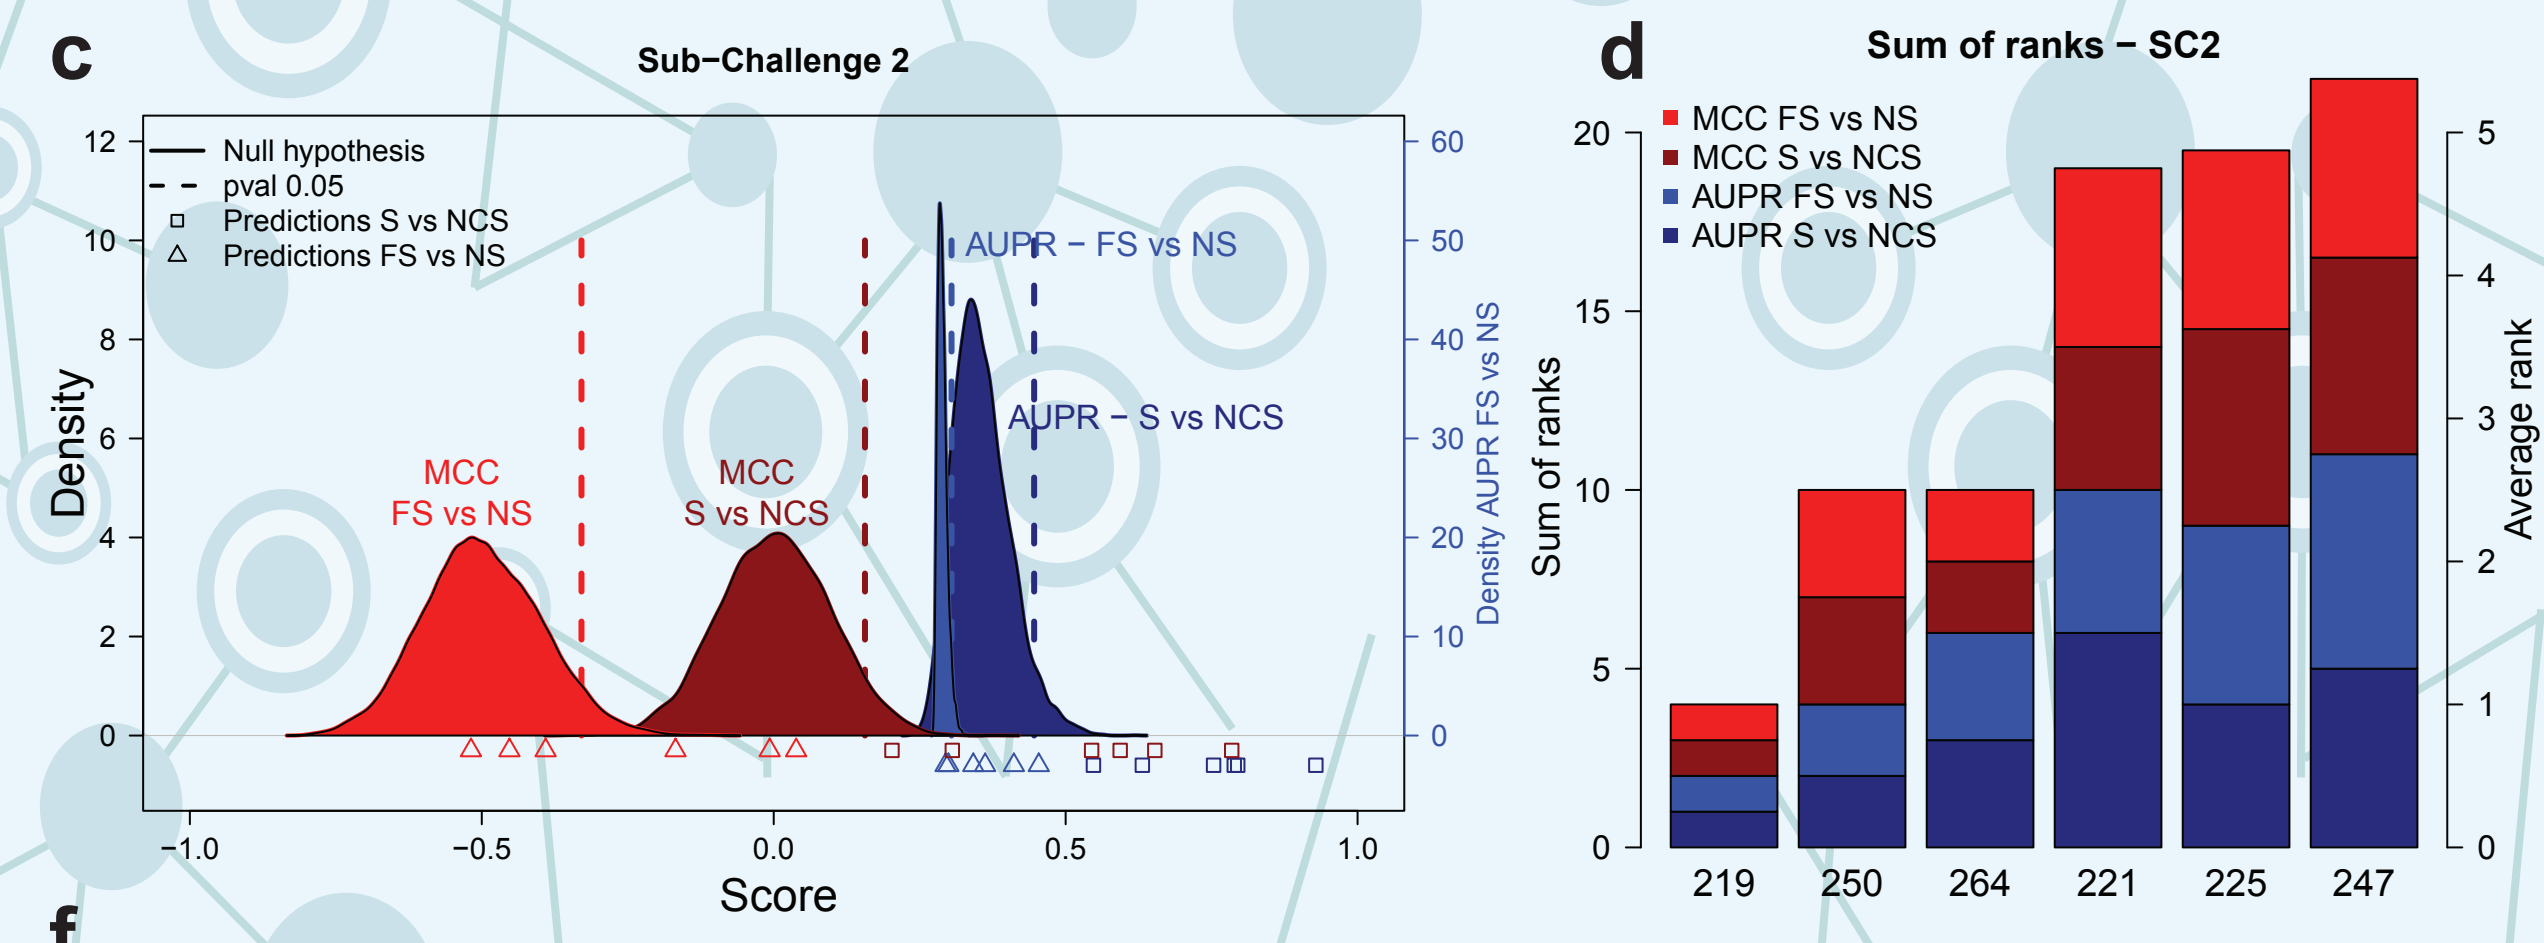 c
Sub−Challenge 2
12
10
8
6
4
2
0
Density
Null hypothesis
pval 0.05
Predictions S vs NCS
Predictions FS vs NS
MCC
FS vs NS
MCC
S vs NCS
AUPR − FS vs NS
AUPR − S vs NCS
60
50
40
30
20
10
0
Density AUPR FS vs NS
−1.0
−0.5
0.0
0.5
1.0
Score
d
Sum of ranks − SC2
MCC FS vs NS
MCC S vs NCS
AUPR FS vs NS
AUPR S vs NCS
20
15
10
5
0
Sum of ranks
5
4
3
2
1
0
Average rank
219
250
264
221
225
247
f